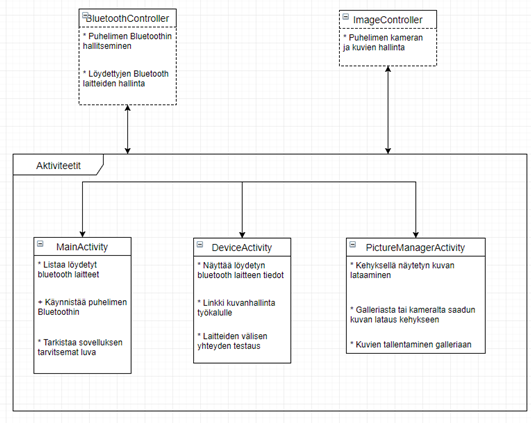 BluetoothController
* Puhelimen Bluetoothin
hallitseminen
* Löydettyjen Bluetooth
laitteiden hallinta
ImageController
* Puhelimen kameran
ja kuvien hallinta
Aktiviteetit
MainActivity
* Listaa löydetyt
bluetooth laitteet
+ Käynnistää puhelimen
Bluetoothin
* Tarkistaa sovelluksen
tarvitsemat luva
DeviceActivity
* Näyttää löydetyn
bluetooth laitteen tiedot
* Linkki kuvanhallinta
työkalulle
* Laitteiden välisen
yhteyden testaus
PictureManagerActivity
* Kehyksellä näytetyn kuvan
lataaminen
* Galleriasta tai kameralta saadun
kuvan lataus kehykseen
* Kuvien tallentaminen galleriaan